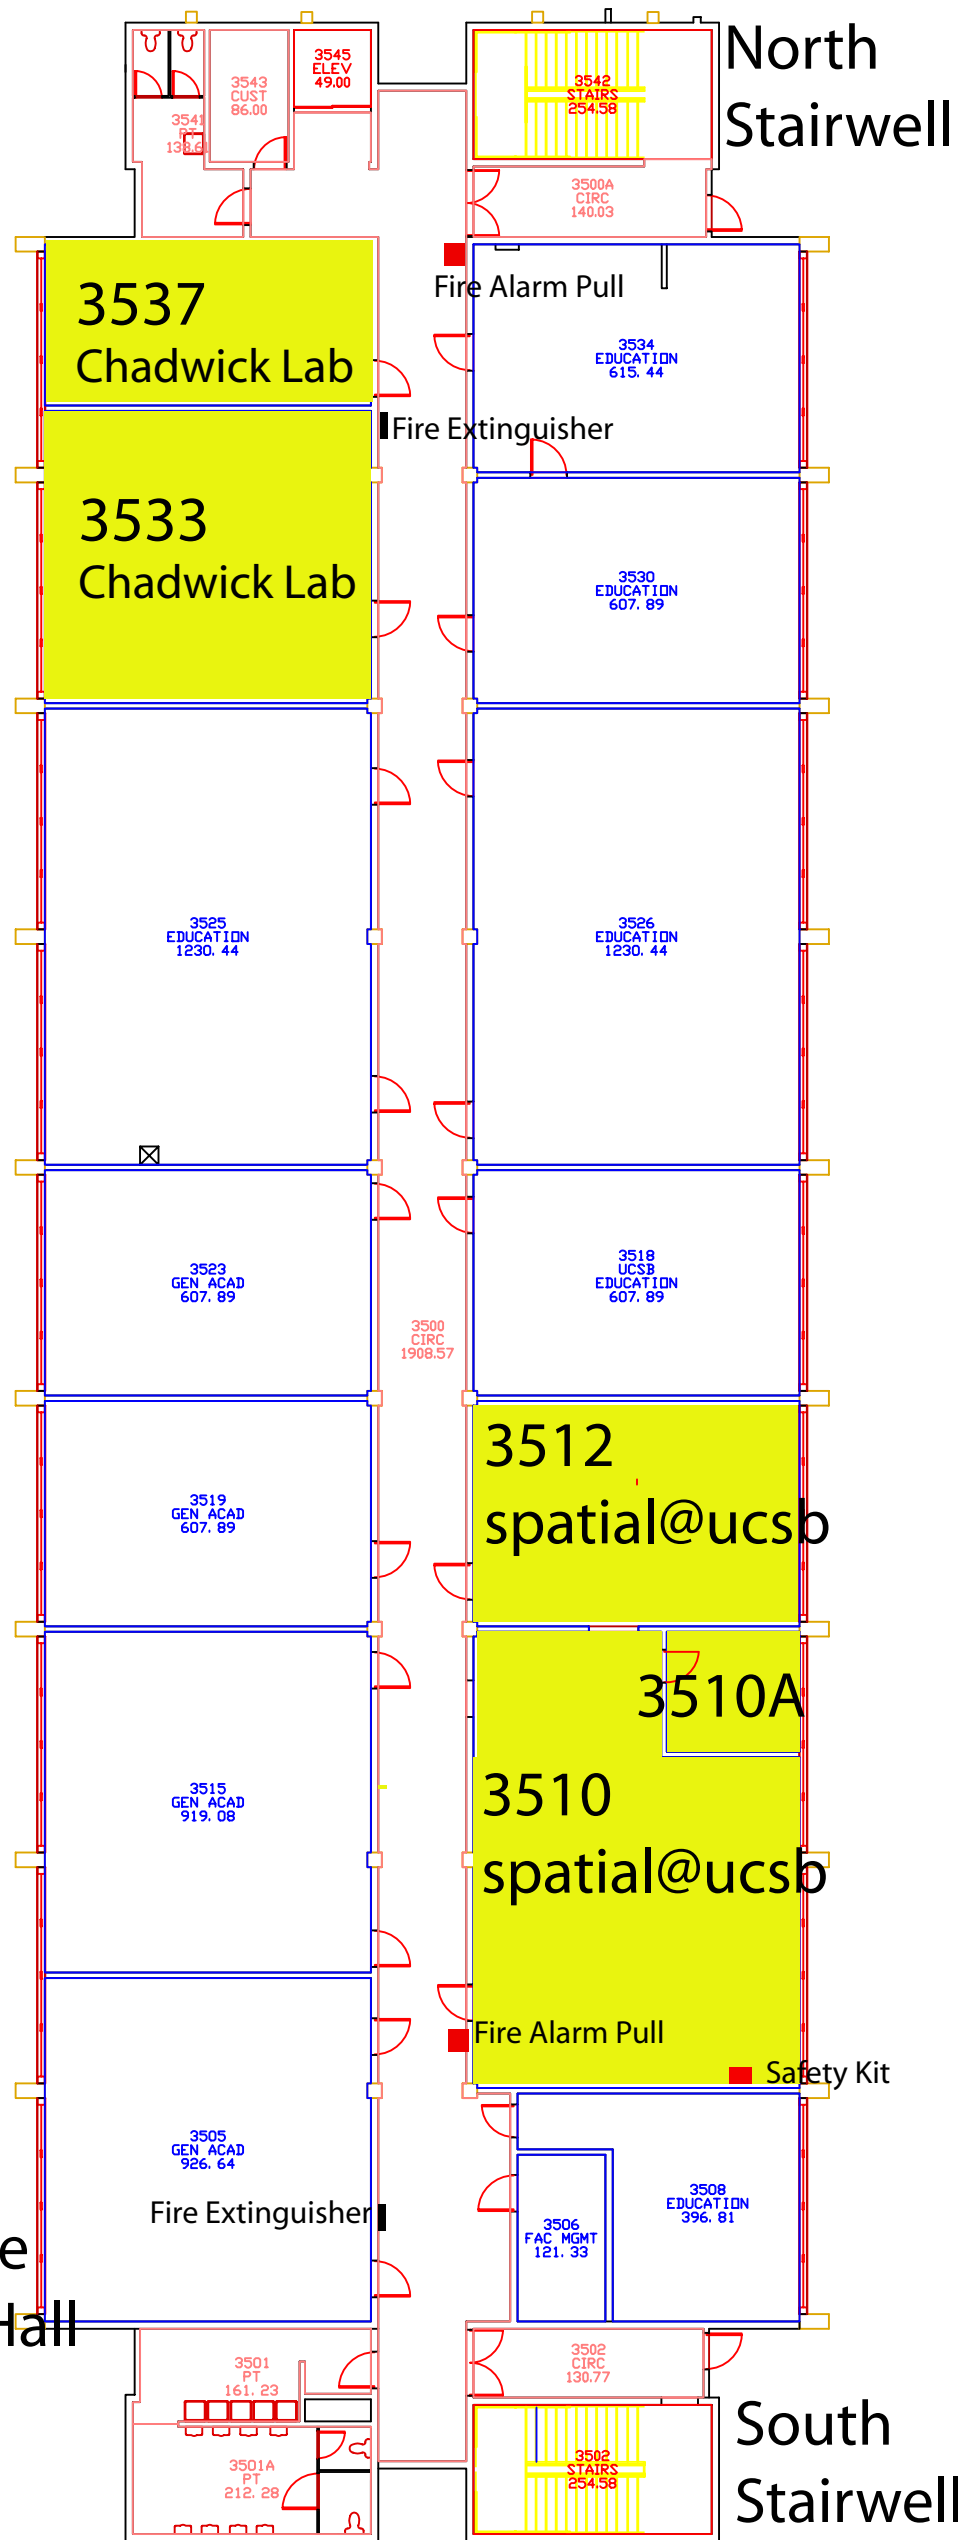 North
Stairwell
3545
ELEV
49.00
3543
CUST
86.00
3542
STAIRS
254.58
3541
PT
138.61
3500A
CIRC
140.03
3537
Chadwick Lab
Fire Alarm Pull
3534
EDUCATION
615.44
Fire Extinguisher
3533
Chadwick Lab
3530
EDUCATION
607.89
3525
EDUCATION
1230.44
3526
EDUCATION
1230.44
3523
GEN ACAD
607.89
3518
UCSB
EDUCATION
607.89
3500
CIRC
1908.57
3512
spatial@ucsb
3519
GEN ACAD
607.89
3510A
3510
spatial@ucsb
3515
GEN ACAD
919.08
Fire Alarm Pull
Safety Kit
3505
GEN ACAD
926.64
Fire Extinguisher
3508
EDUCATION
396.81
3506
FAC MGMT
121.33
e
Hall
3501
PT
161.23
3502
CIRC
130.77
3501A
PT
212.28
3502
STAIRS
254.58
South
Stairwell